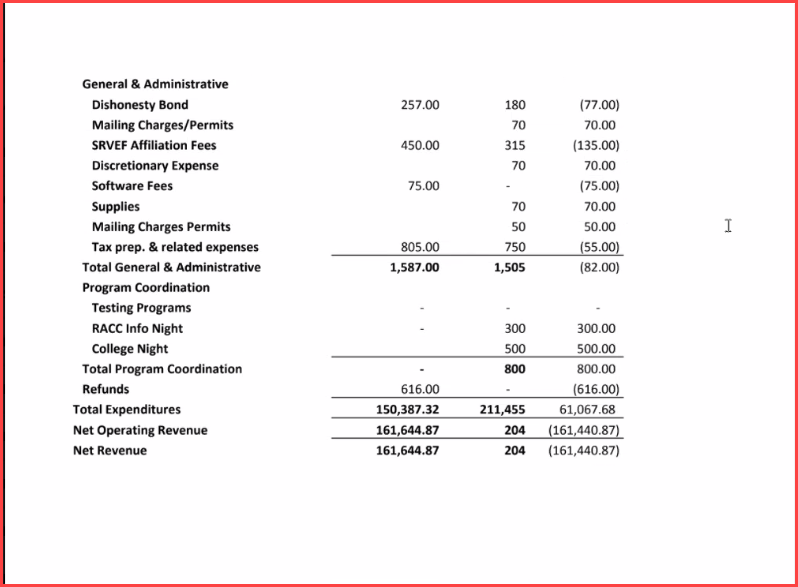 General & Administrative
Dishonesty Bond 257.00 180 (77.00)
Mailing Charges/Permits 70 70.00
SRVEF Affiliation Fees 450.00 315 (135.00)
Discretionary Expense 70 70.00
Software Fees 75.00 - (75.00)
Supplies 70 70.00
Mailing Charges Permits 50 50.00
Tax prep. & related expenses 805.00 750 (55.00)
Total General & Administrative 1,587.00 1,505 (82.00)
Program Coordination
Testing Programs - - -
RACC Info Night - 300 300.00
College Night 500 500.00
Total Program Coordination - 800 800.00
Refunds 616.00 - (616.00)
Total Expenditures 150,387.32 211,455 61,067.68
Net Operating Revenue 161,644.87 204 (161,440.87)
Net Revenue 161,644.87 204 (161,440.87)